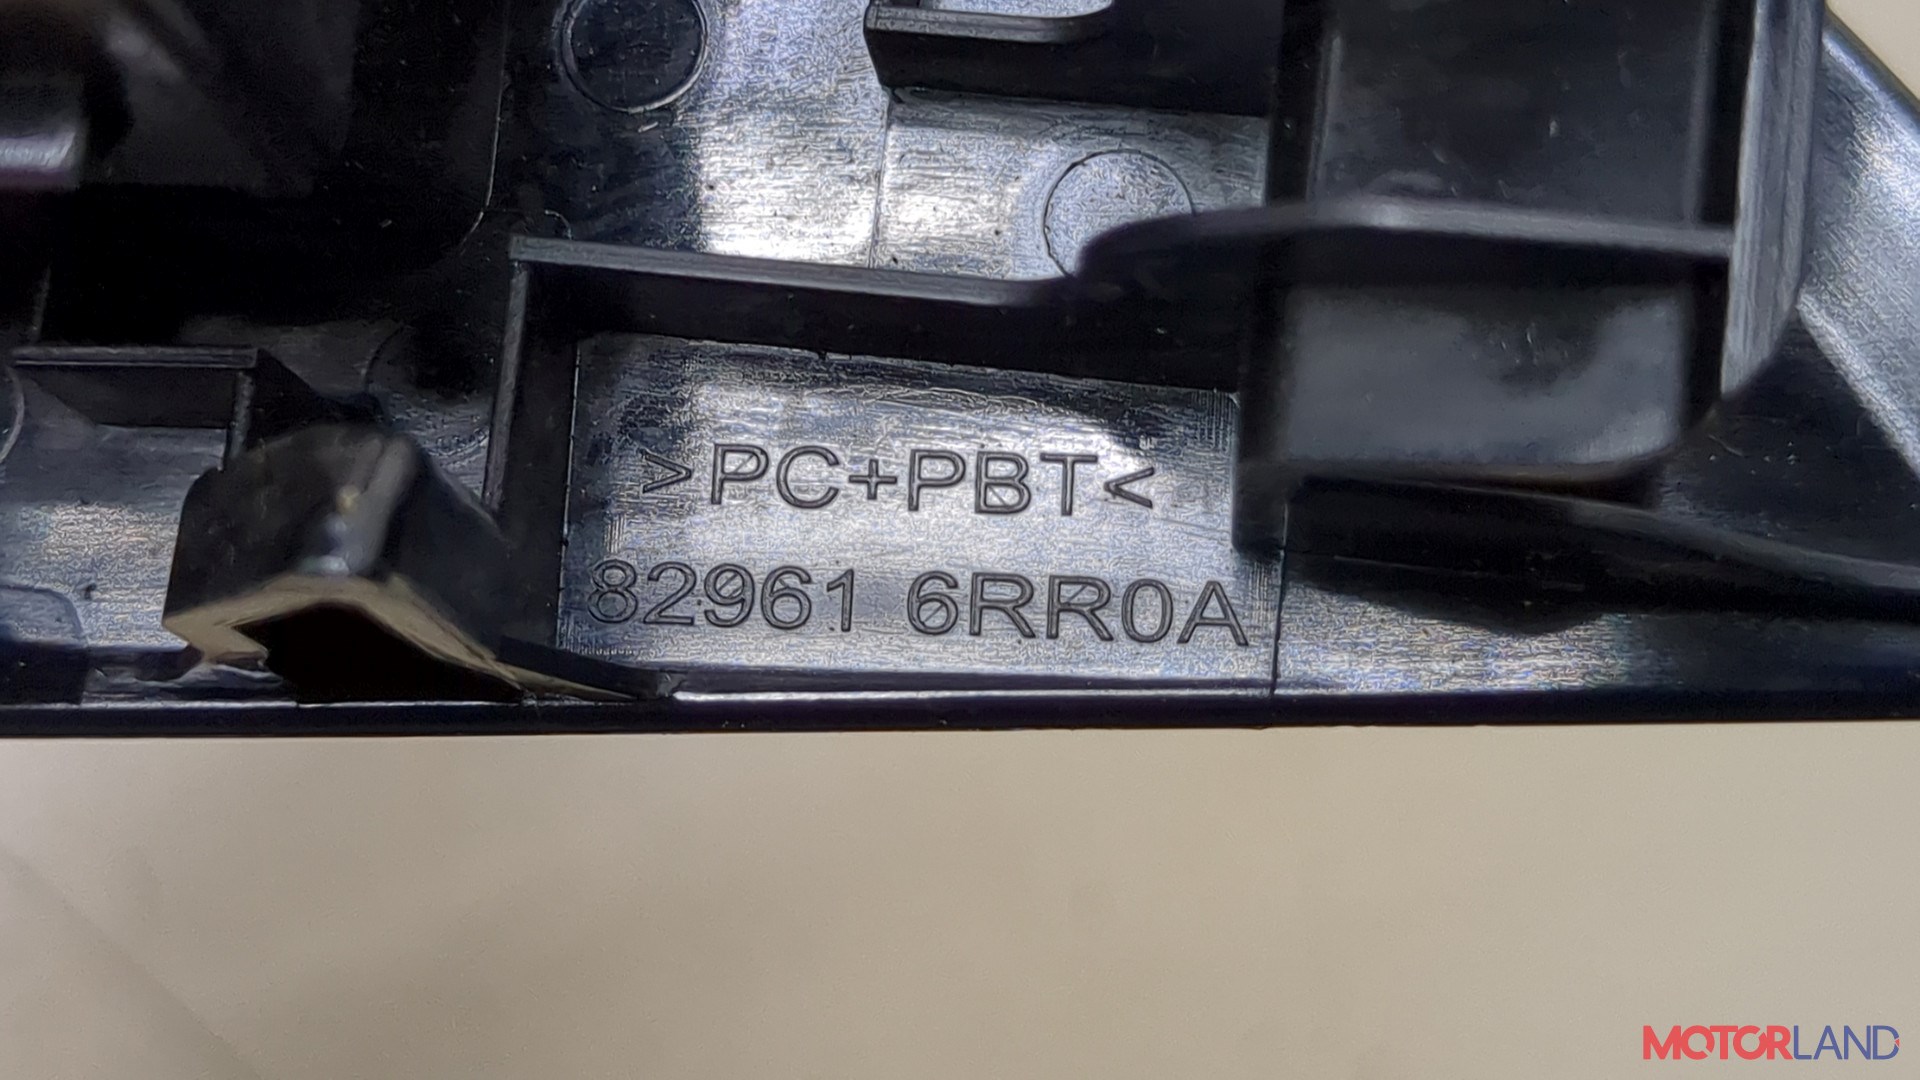 >PC+PBT<
82961 6RR0A
MOTORLAND